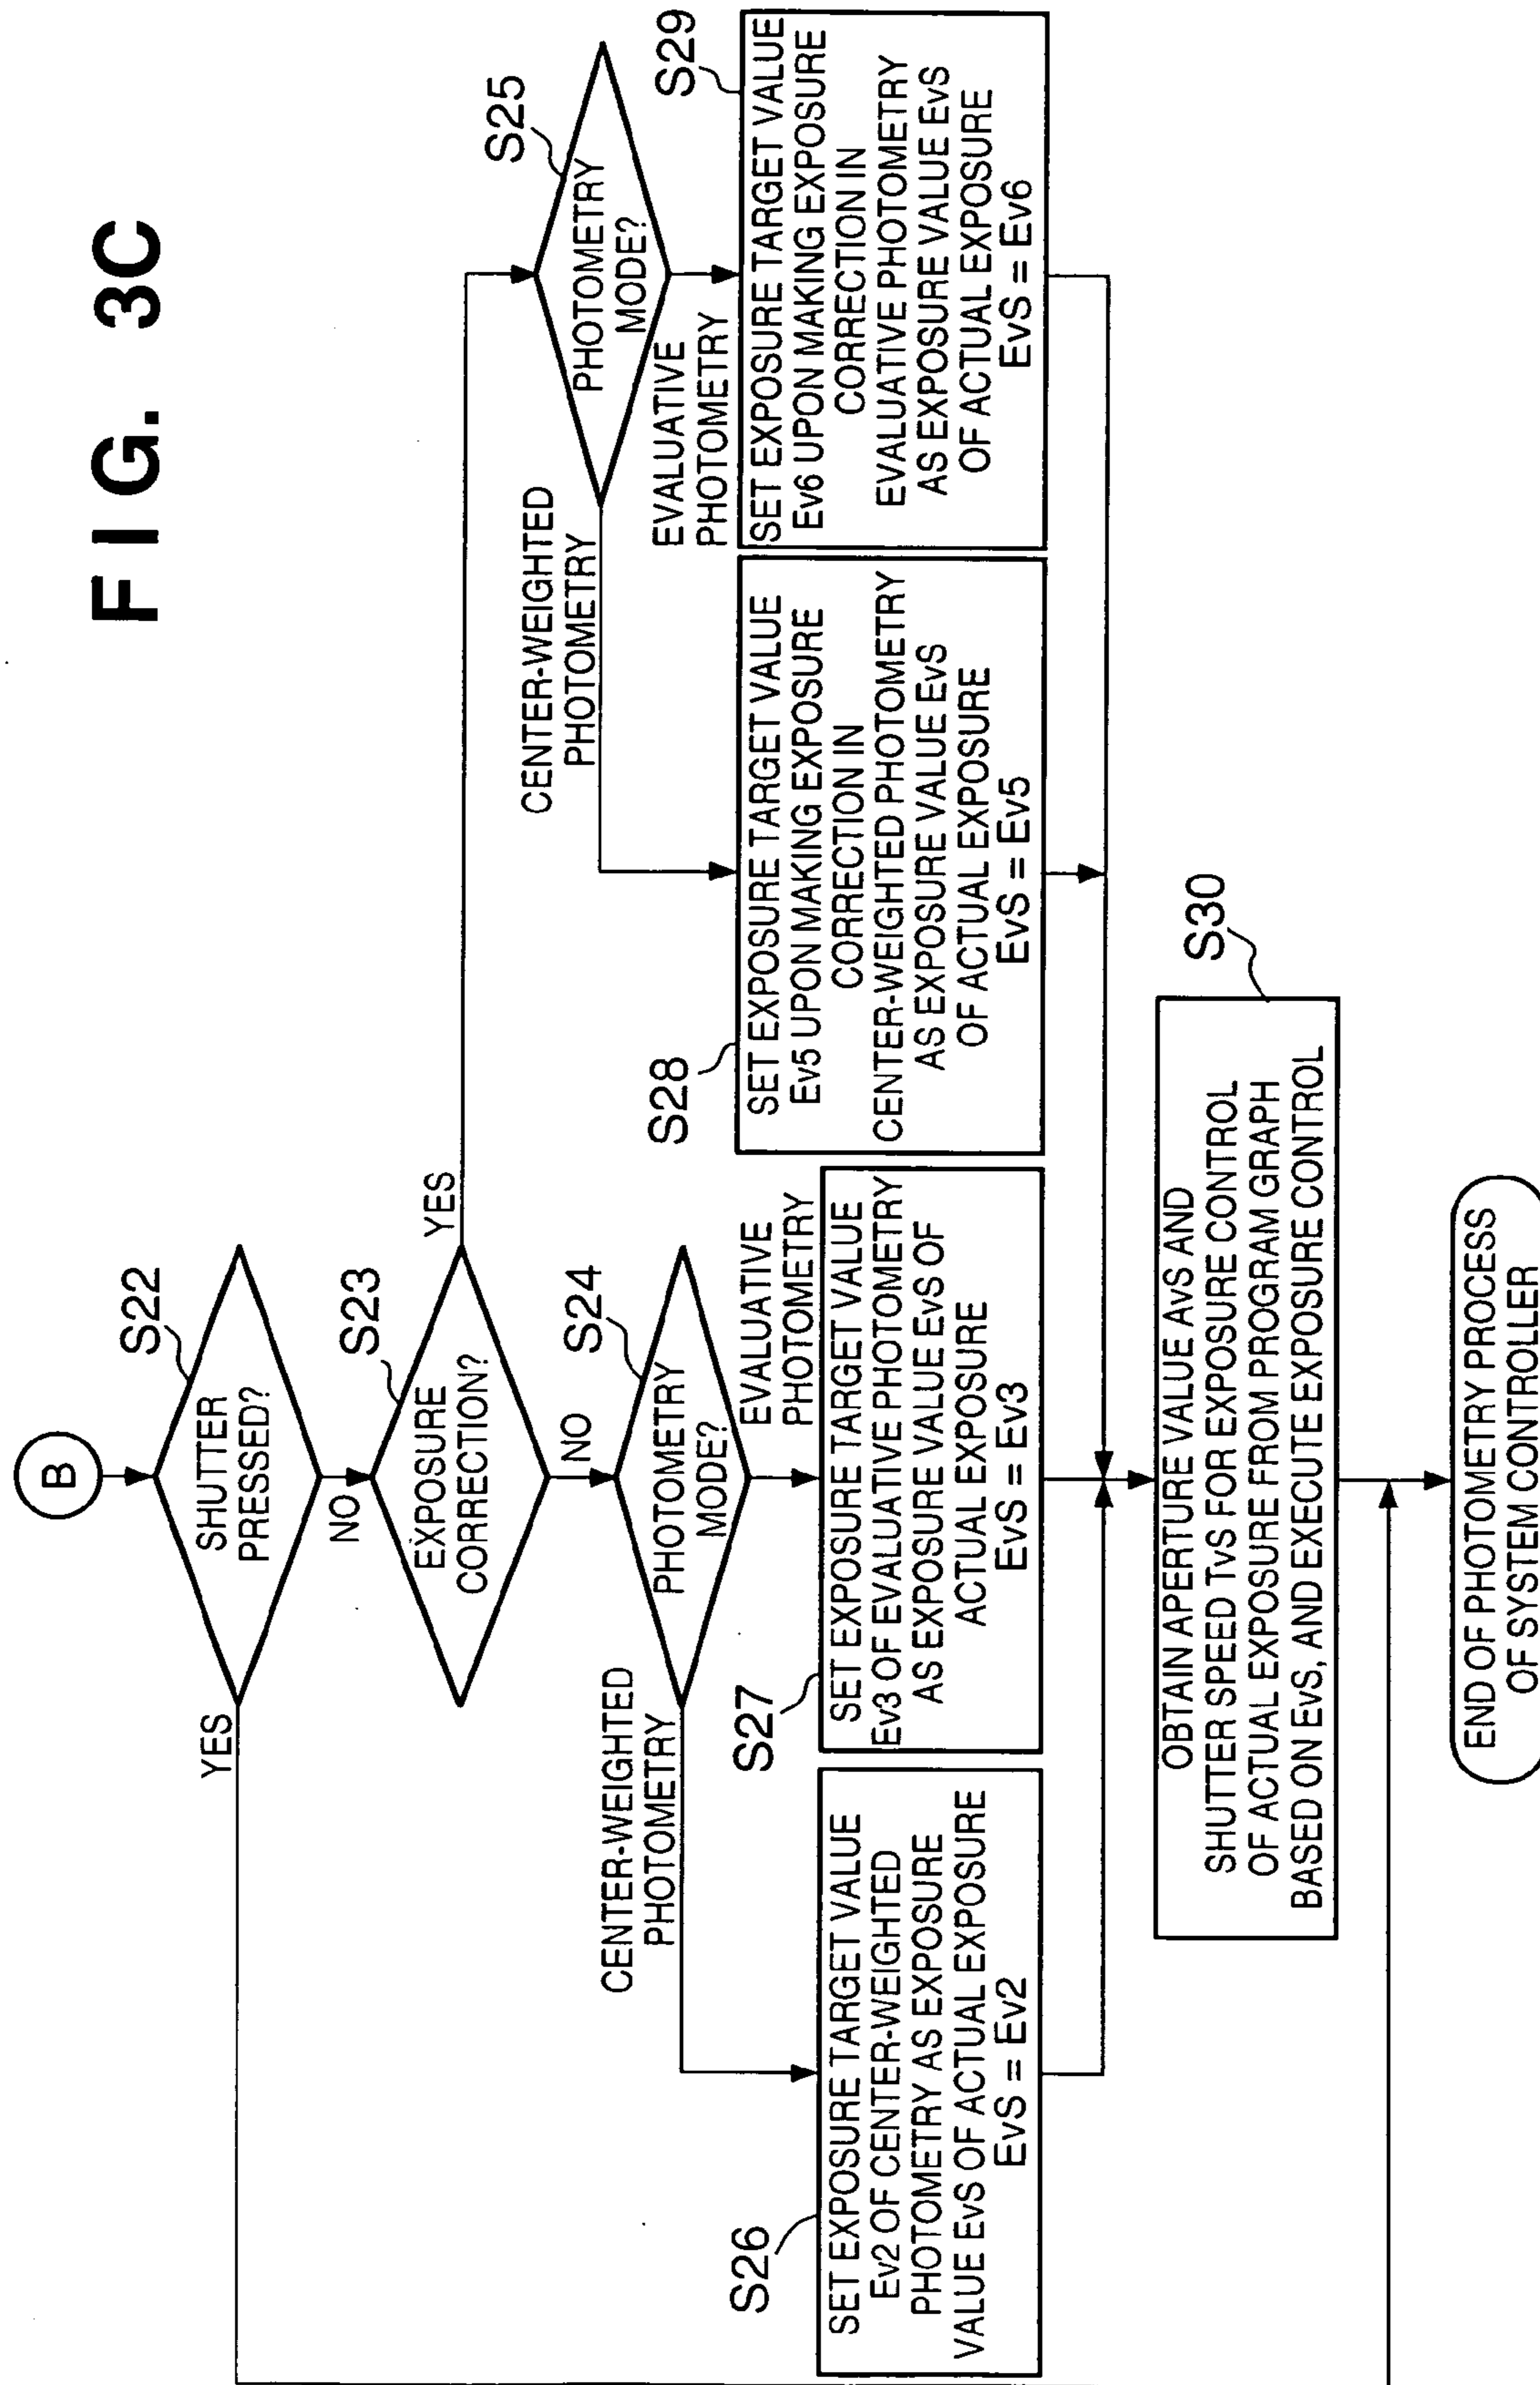 FIG. 3C
B
S22
SHUTTER
PRESSED?
YES
NO
S23
EXPOSURE
CORRECTION?
YES
NO
S24
PHOTOMETRY
MODE?
CENTER-WEIGHTED
PHOTOMETRY
EVALUATIVE
PHOTOMETRY
S25
PHOTOMETRY
MODE?
CENTER-WEIGHTED
PHOTOMETRY
EVALUATIVE
PHOTOMETRY
S26
SET EXPOSURE TARGET VALUE
Ev2 OF CENTER-WEIGHTED
PHOTOMETRY AS EXPOSURE
VALUE EvS OF ACTUAL EXPOSURE
EvS = Ev2
S27
SET EXPOSURE TARGET VALUE
Ev3 OF EVALUATIVE PHOTOMETRY
AS EXPOSURE VALUE EvS OF
ACTUAL EXPOSURE
EvS = Ev3
S28
SET EXPOSURE TARGET VALUE
Ev5 UPON MAKING EXPOSURE
CORRECTION IN
CENTER-WEIGHTED PHOTOMETRY
AS EXPOSURE VALUE EvS
OF ACTUAL EXPOSURE
EvS = Ev5
S29
SET EXPOSURE TARGET VALUE
Ev6 UPON MAKING EXPOSURE
CORRECTION IN
EVALUATIVE PHOTOMETRY
AS EXPOSURE VALUE EvS
OF ACTUAL EXPOSURE
EvS = Ev6
S30
OBTAIN APERTURE VALUE AvS AND
SHUTTER SPEED TvS FOR EXPOSURE CONTROL
OF ACTUAL EXPOSURE FROM PROGRAM GRAPH
BASED ON EvS, AND EXECUTE EXPOSURE CONTROL
END OF PHOTOMETRY PROCESS
OF SYSTEM CONTROLLER